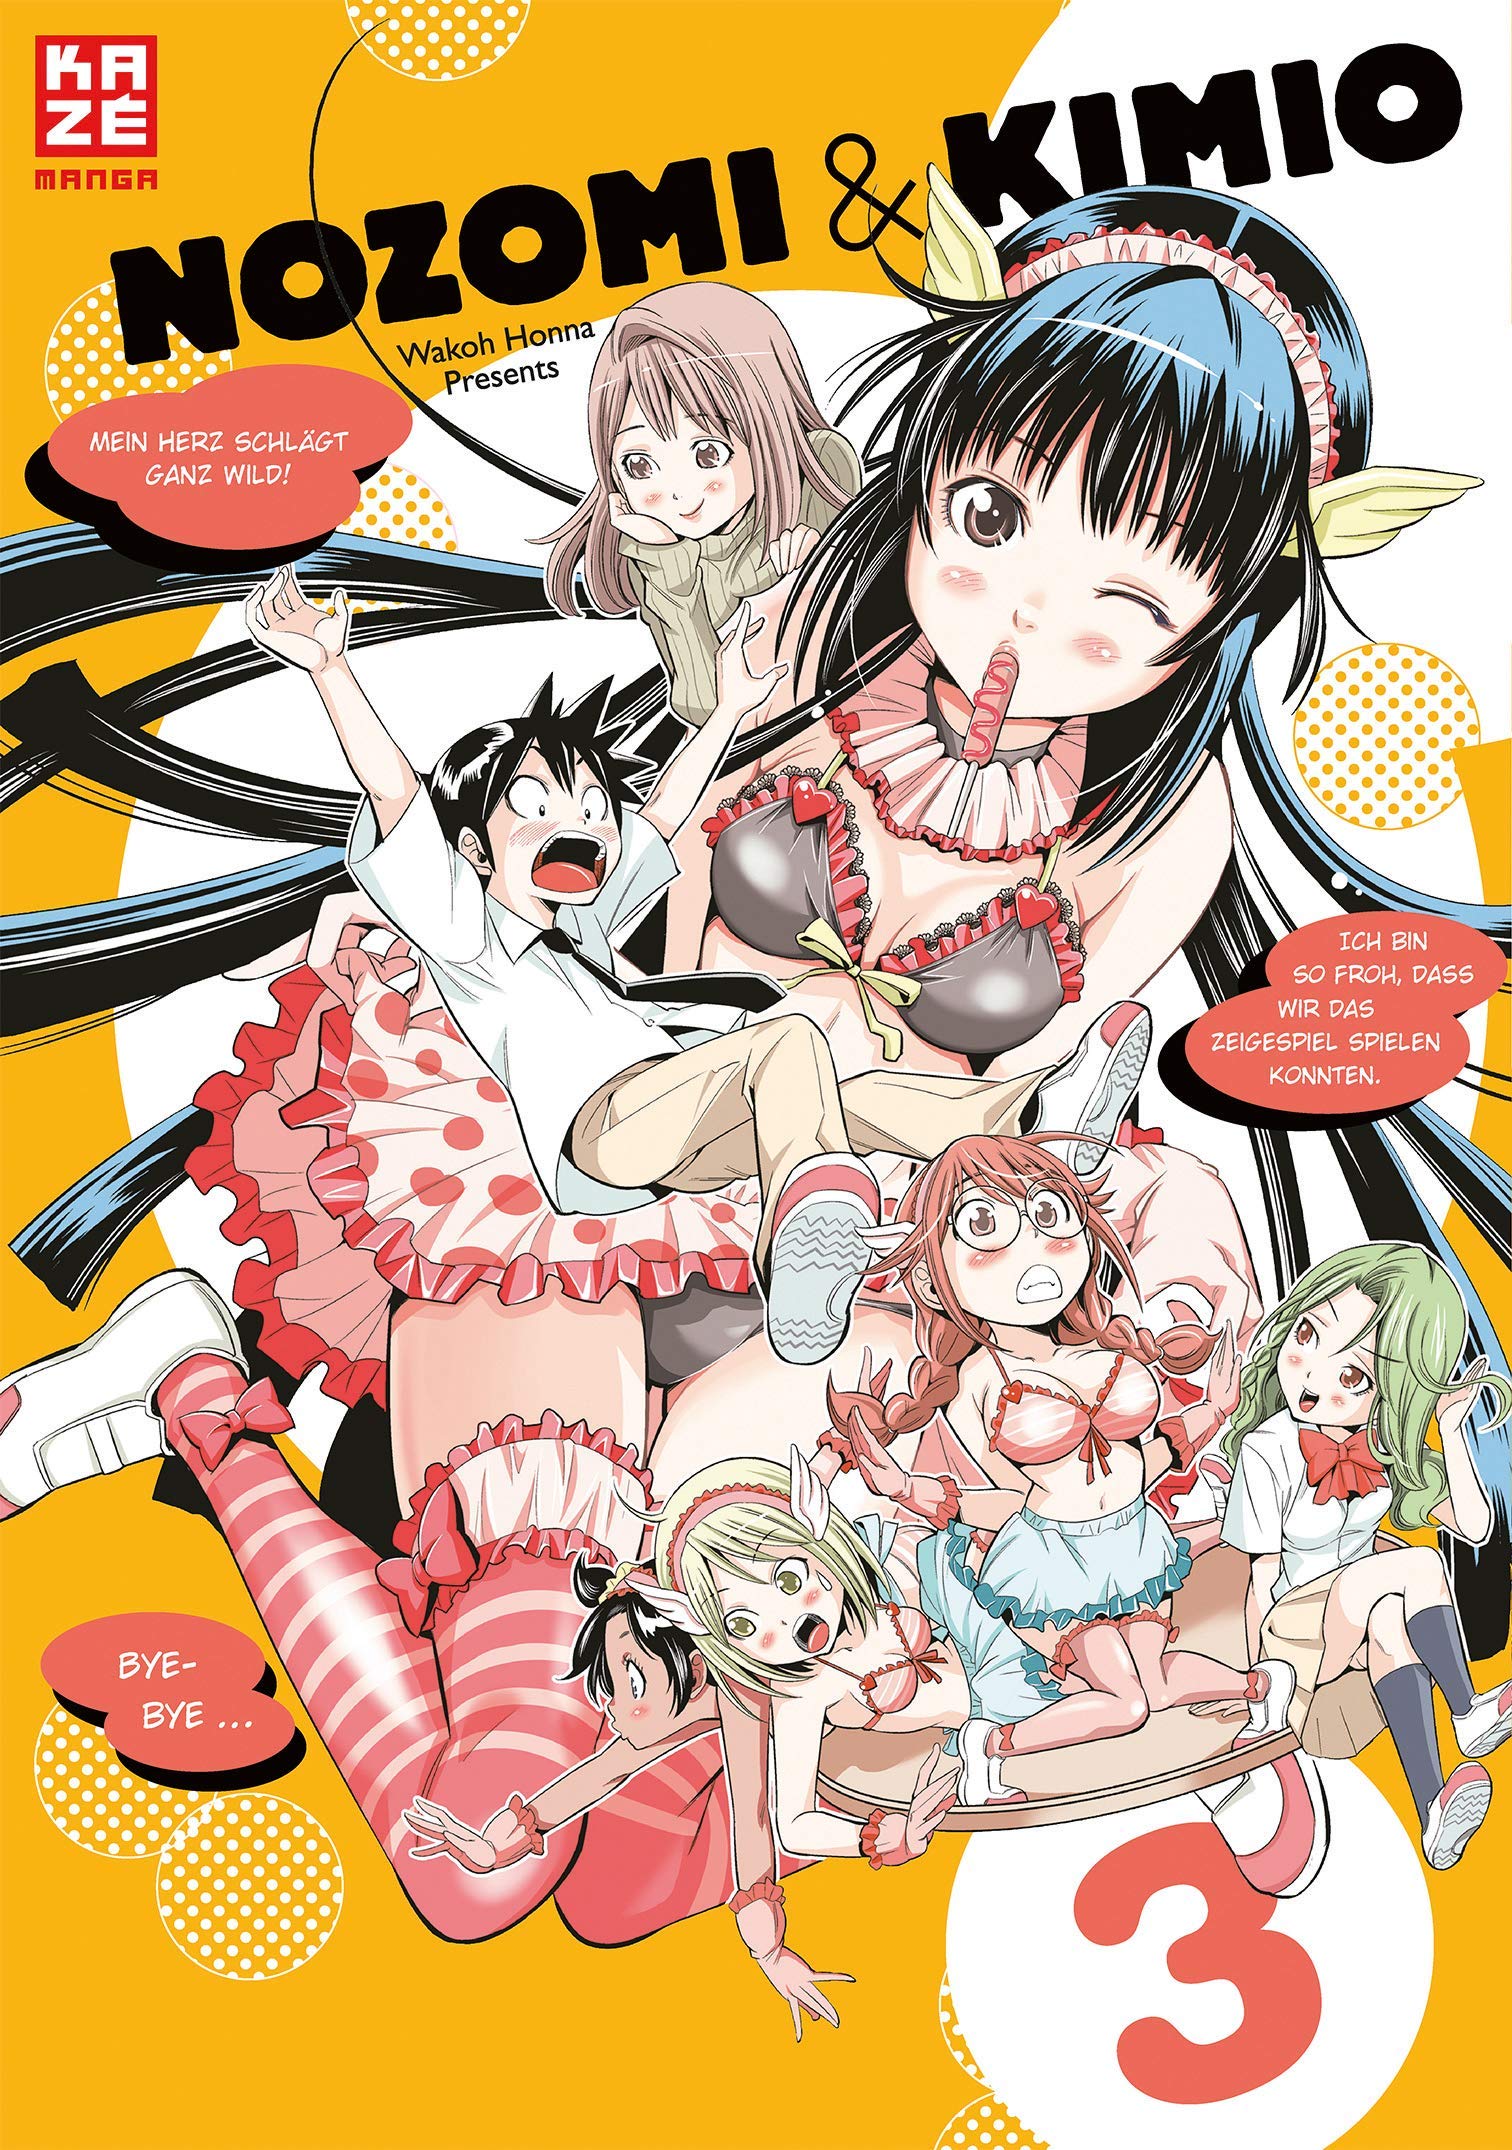 KA
ZÉ
MANGA
NOZOMI & KIMIO
Wakoh Honna
Presents
MEIN HERZ SCHLÄGT
GANZ WILD!
ICH BIN
SO FROH, DASS
WIR DAS
ZEIGESPIEL SPIELEN
KONNTEN.
BYE-
BYE ...
3